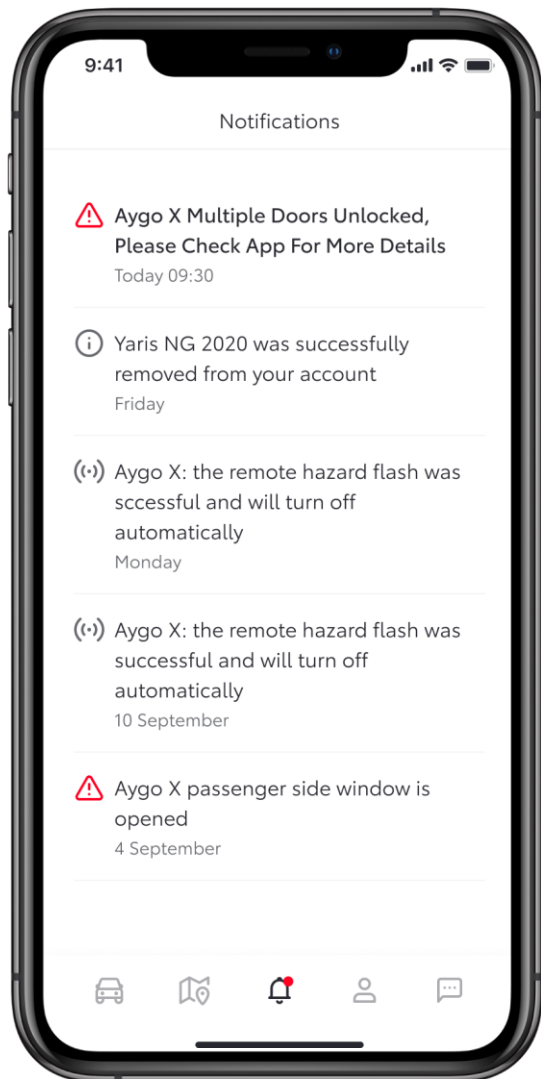 9:41
Notifications
Aygo X Multiple Doors Unlocked,
Please Check App For More Details
Today 09:30
Yaris NG 2020 was successfully
removed from your account
Friday
Aygo X: the remote hazard flash was
sccessful and will turn off
automatically
Monday
Aygo X: the remote hazard flash was
successful and will turn off
automatically
10 September
Aygo X passenger side window is
opened
4 September